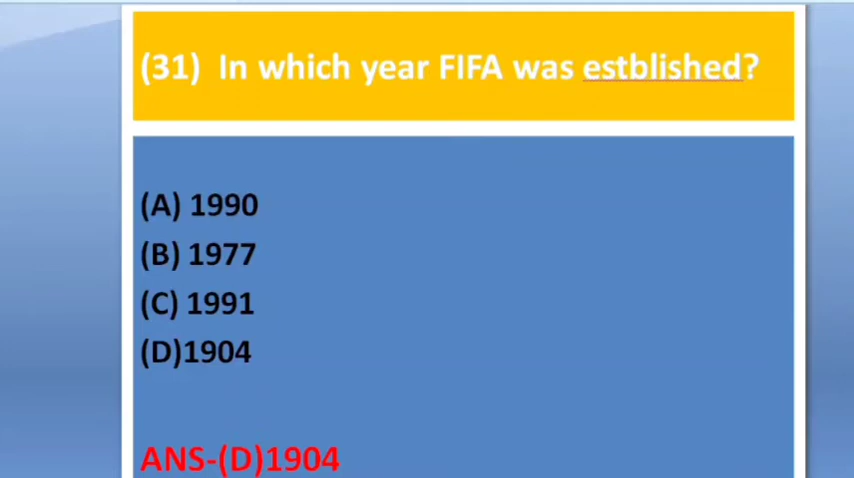 (31) In which year FIFA was estblished?
(A) 1990
(B) 1977
(C) 1991
(D)1904
ANS-(D)1904